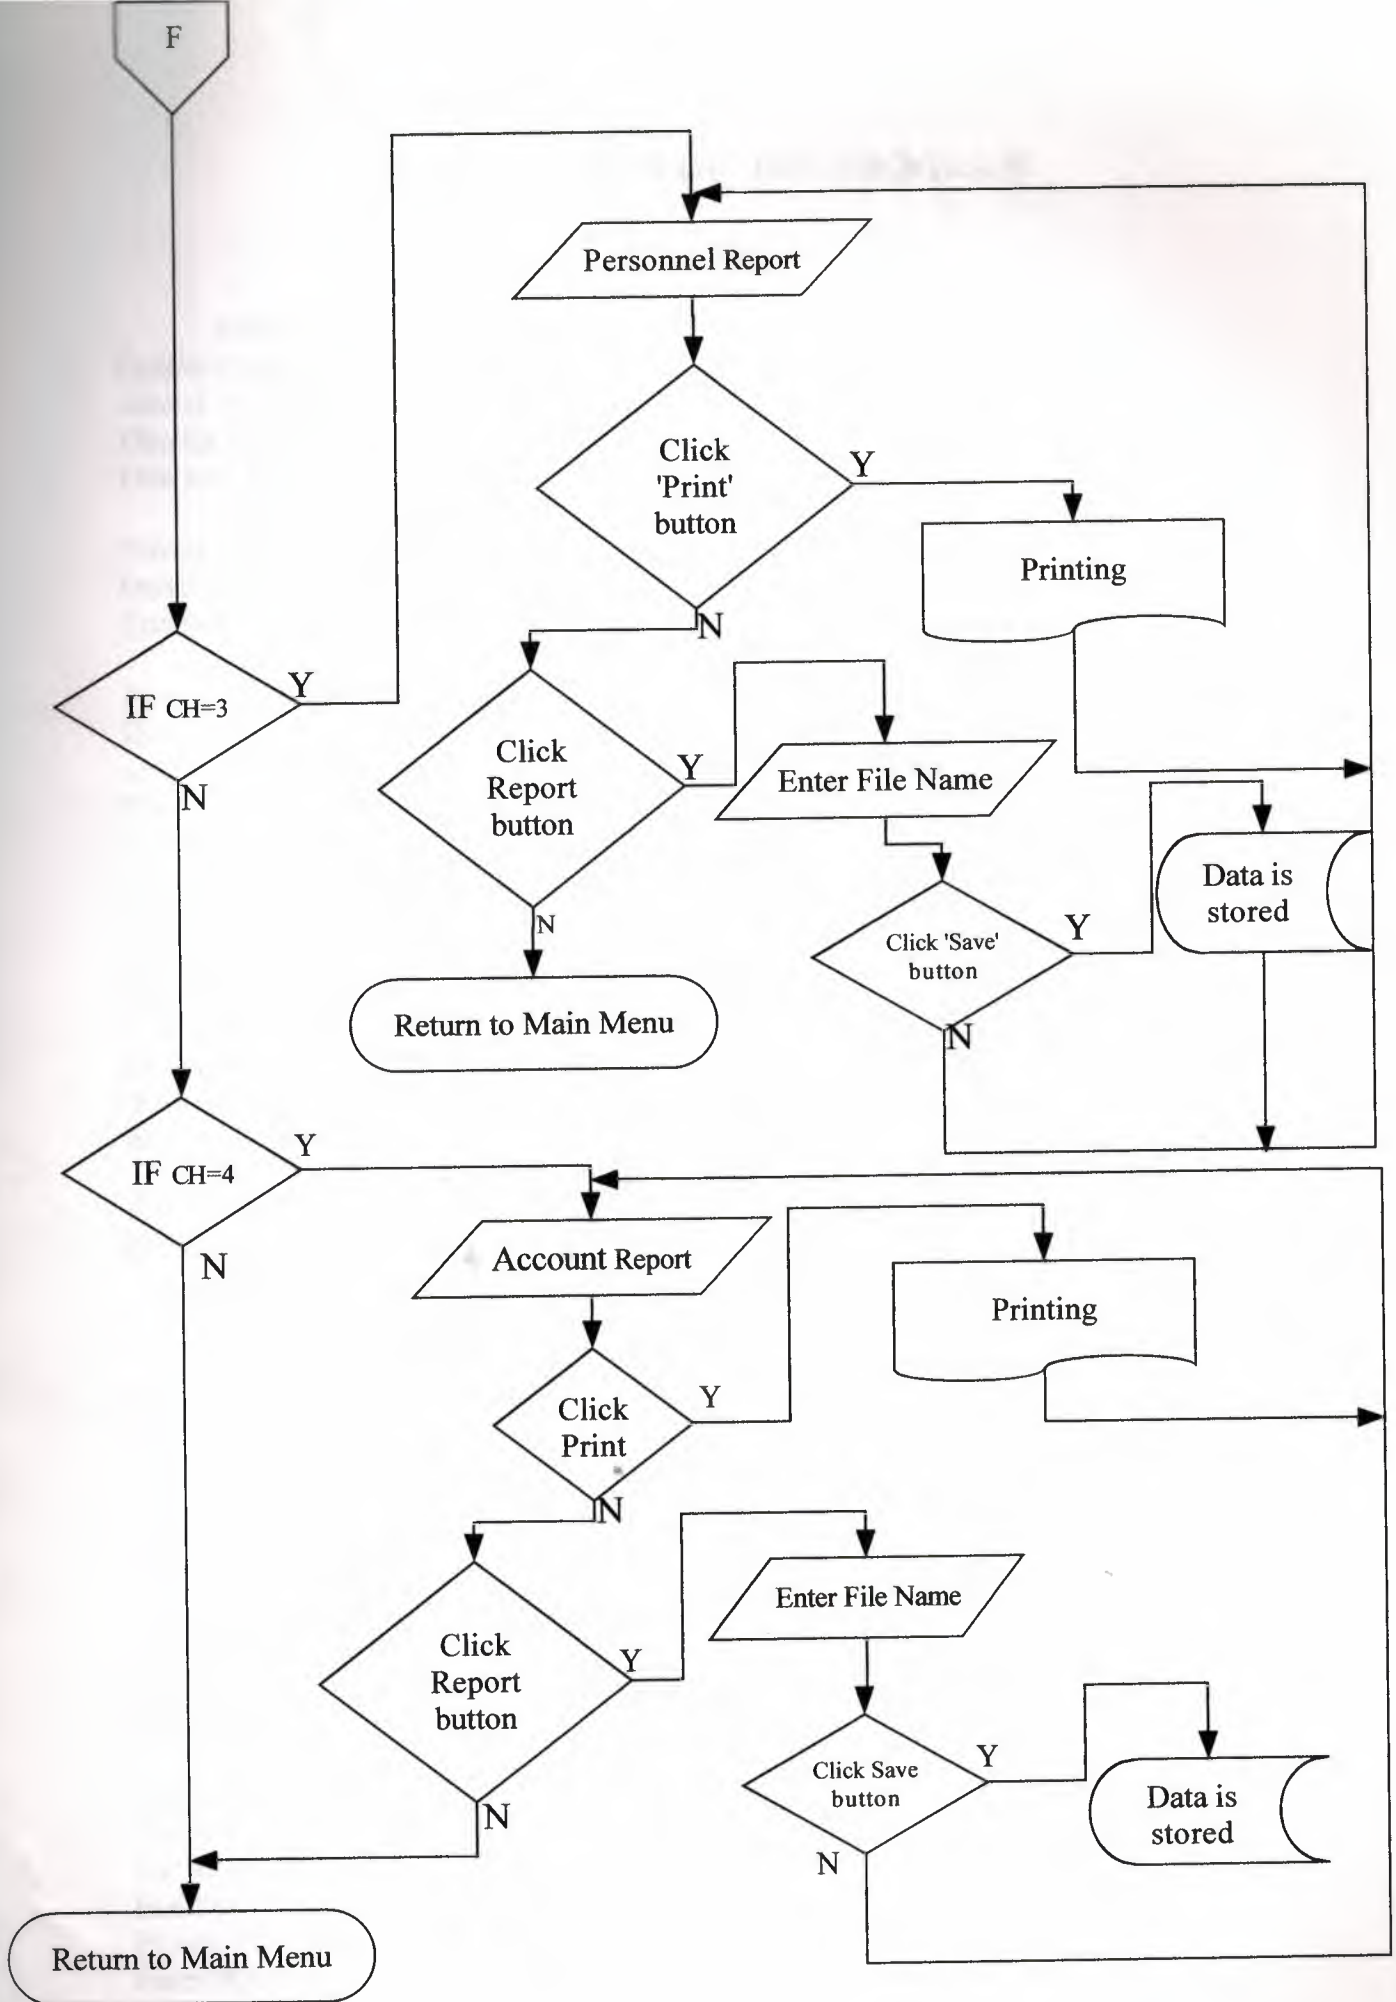 F
Personnel Report
Click
'Print'
button
Y
Printing
N
IF CH=3
Y
N
Click
Report
button
Y
Enter File Name
N
Click 'Save'
button
Y
Data is
stored
N
Return to Main Menu
IF CH=4
Y
N
Account Report
Click
Print
Y
Printing
N
Click
Report
button
Y
Enter File Name
N
Click Save
button
Y
Data is
stored
N
Return to Main Menu